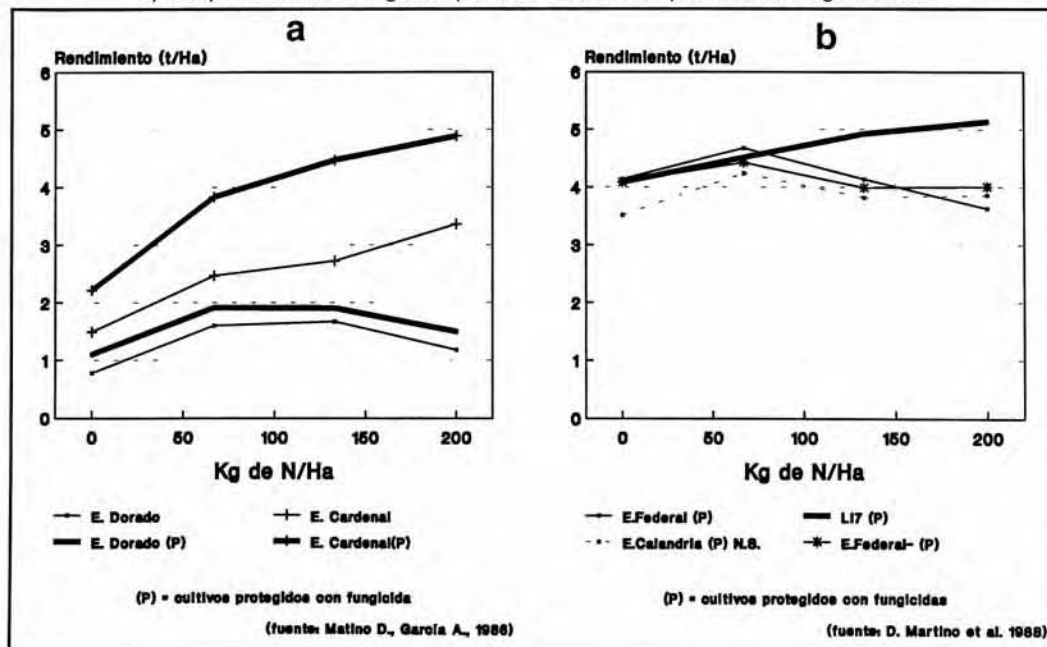 a
Rendimiento (t/Ha)
6
5
4
3
2
1
0
0 50 100 150 200
Kg de N/Ha
E. Dorado
E. Cardenal
E. Dorado (P)
E. Cardenal(P)
(P) = cultivos protegidos con fungicida
(fuente: Matino D., García A., 1986)
b
Rendimiento (t/Ha)
6
5
4
3
2
1
0
0 50 100 150 200
Kg de N/Ha
E.Federal (P)
LI7 (P)
E.Calandria (P) N.S.
E.Federal- (P)
(P) = cultivos protegidos con fungicidas
(fuente: D. Martino et al. 1988)